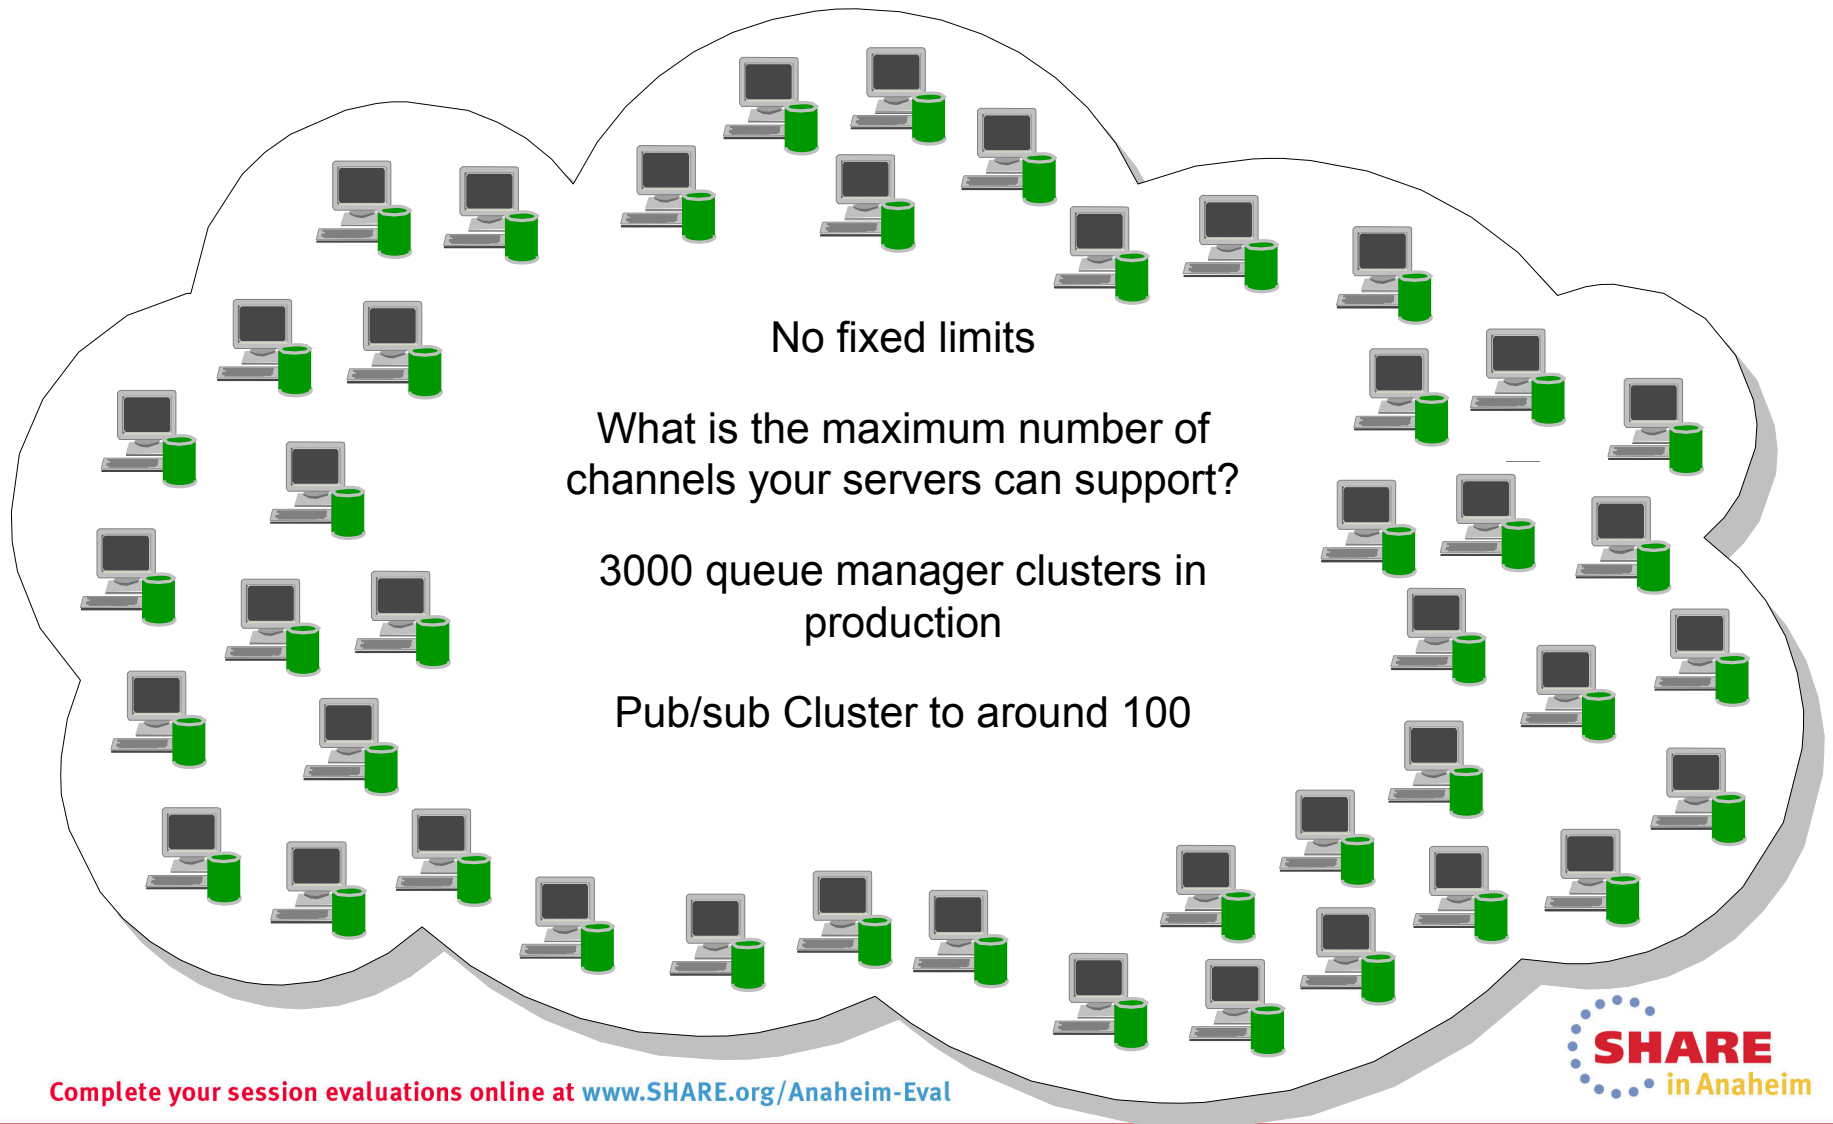 No fixed limits
What is the maximum number of
channels your servers can support?
3000 queue manager clusters in
production
Pub/sub Cluster to around 100
Complete your session evaluations online at www.SHARE.org/Anaheim-Eval
SHARE
in Anaheim